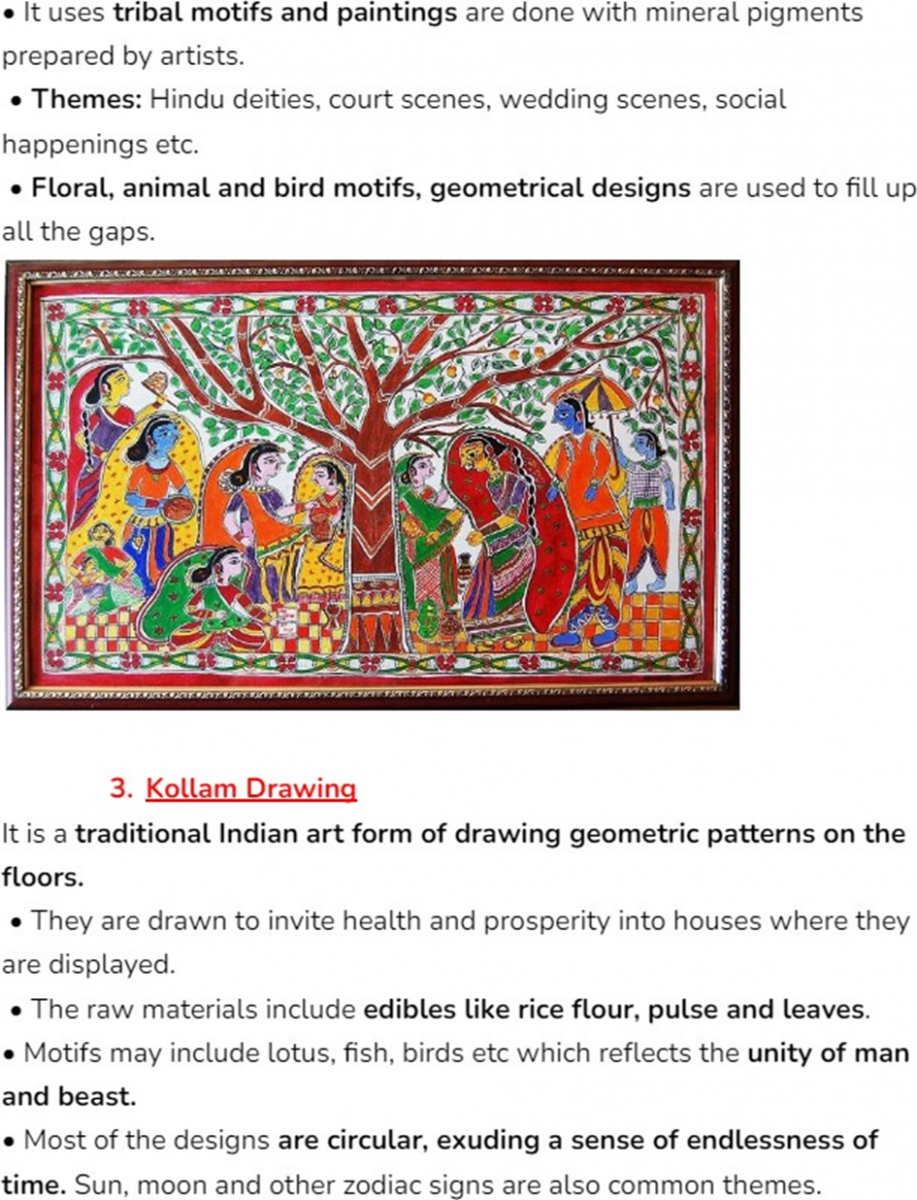 • It uses tribal motifs and paintings are done with mineral pigments
prepared by artists.
• Themes: Hindu deities, court scenes, wedding scenes, social
happenings etc.
• Floral, animal and bird motifs, geometrical designs are used to fill up
all the gaps.
3. Kollam Drawing
It is a traditional Indian art form of drawing geometric patterns on the
floors.
• They are drawn to invite health and prosperity into houses where they
are displayed.
• The raw materials include edibles like rice flour, pulse and leaves.
• Motifs may include lotus, fish, birds etc which reflects the unity of man
and beast.
• Most of the designs are circular, exuding a sense of endlessness of
time. Sun, moon and other zodiac signs are also common themes.